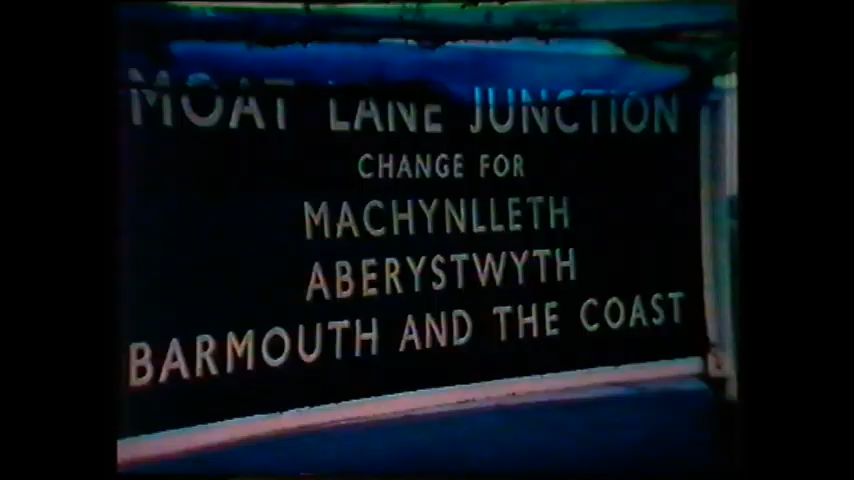 MOAT LANE JUNCTION
CHANGE FOR
MACHYNLLETH
ABERYSTWYTH
BARMOUTH AND THE COAST